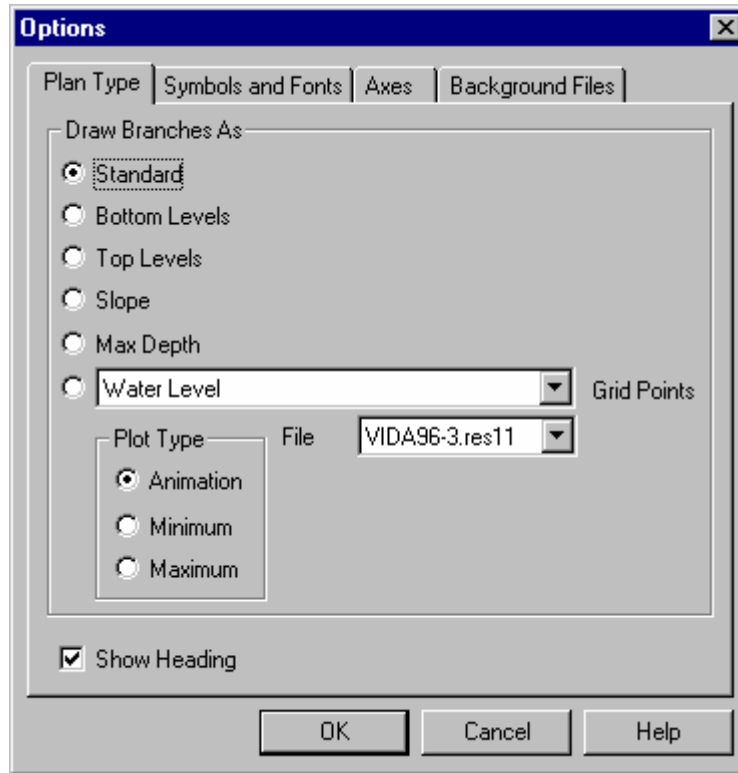 Options
Plan Type Symbols and Fonts Axes Background Files
Draw Branches As
Standard
Bottom Levels
Top Levels
Slope
Max Depth
Water Level Grid Points
Plot Type File VIDA96-3.res11
Animation
Minimum
Maximum
Show Heading
OK Cancel Help